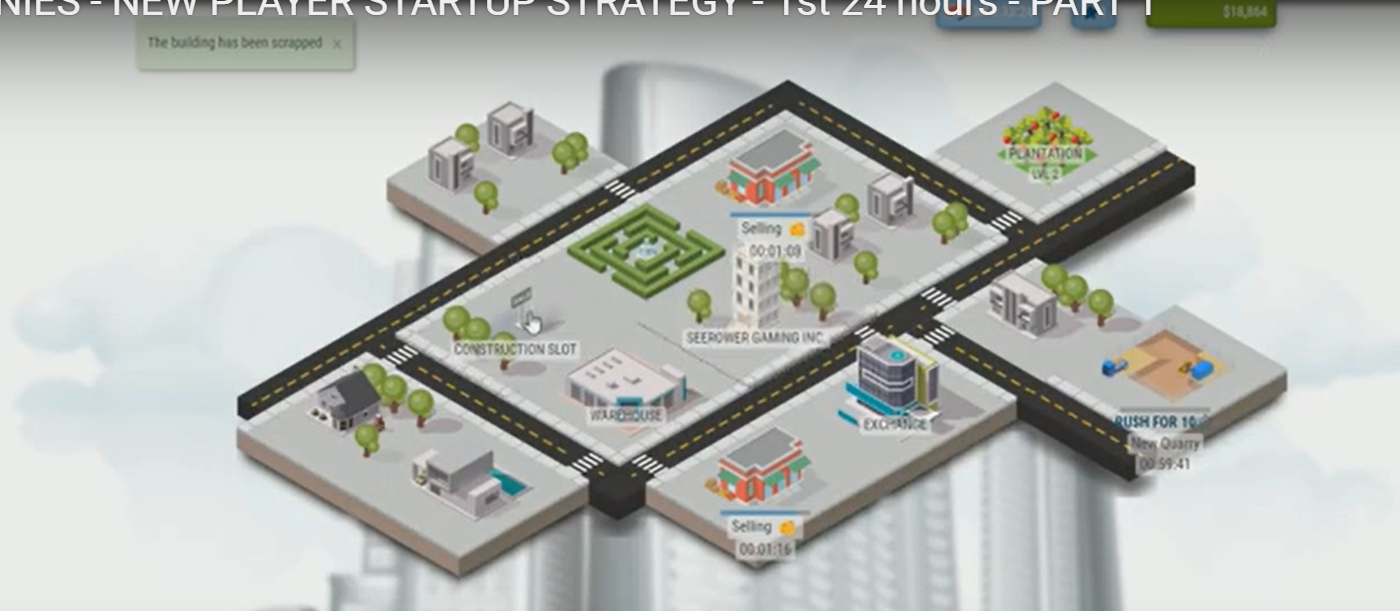 NIES - NEW PLAYER STARTUP STRATEGY - 1st 24 hours - PART 1
$18,864
The building has been scrapped x
PLANTATION
LVL 2
Selling
00:01:09
SEEROWER GAMING INC.
CONSTRUCTION SLOT
WAREHOUSE
EXCHANGE
RUSH FOR 10
New Quarry
00:59:41
Selling
00:01:16